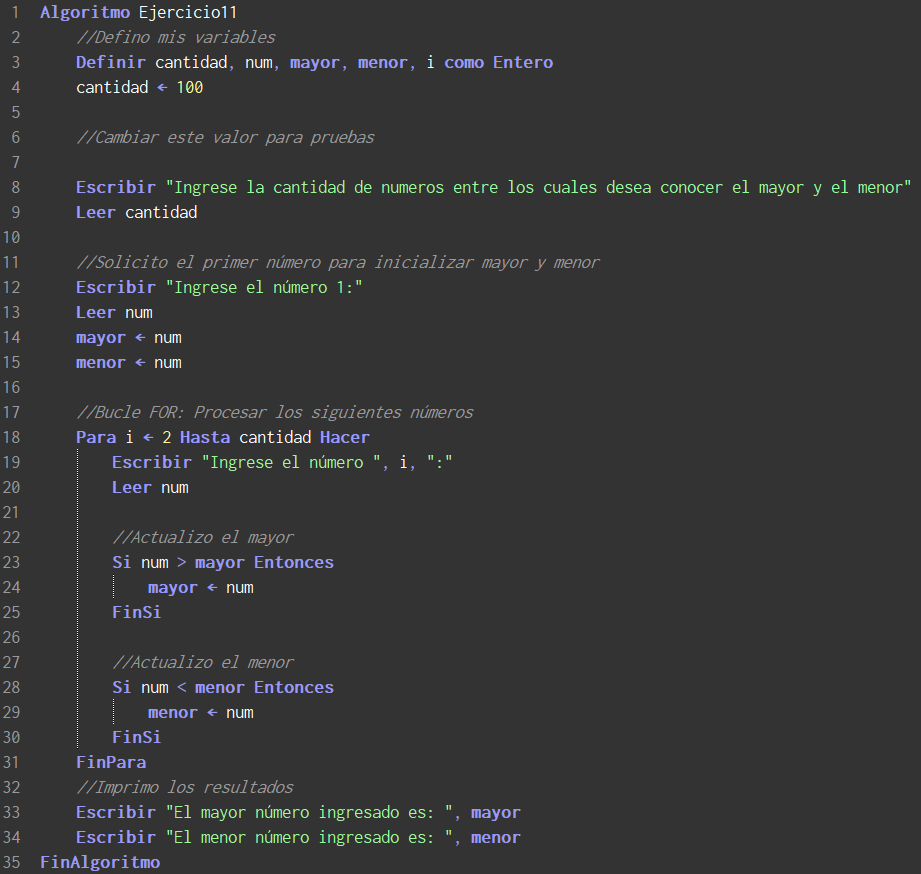 1 Algoritmo Ejercicio11
2 //Defino mis variables
3 Definir cantidad, num, mayor, menor, i como Entero
4 cantidad ← 100
5
6 //Cambiar este valor para pruebas
7
8 Escribir "Ingrese la cantidad de numeros entre los cuales desea conocer el mayor y el menor"
9 Leer cantidad
10
11 //Solicito el primer número para inicializar mayor y menor
12 Escribir "Ingrese el número 1:"
13 Leer num
14 mayor ← num
15 menor ← num
16
17 //Bucle FOR: Procesar los siguientes números
18 Para i ← 2 Hasta cantidad Hacer
19 Escribir "Ingrese el número ", i, ":"
20 Leer num
21
22 //Actualizo el mayor
23 Si num > mayor Entonces
24 mayor ← num
25 FinSi
26
27 //Actualizo el menor
28 Si num < menor Entonces
29 menor ← num
30 FinSi
31 FinPara
32 //Imprimo los resultados
33 Escribir "El mayor número ingresado es: ", mayor
34 Escribir "El menor número ingresado es: ", menor
35 FinAlgoritmo